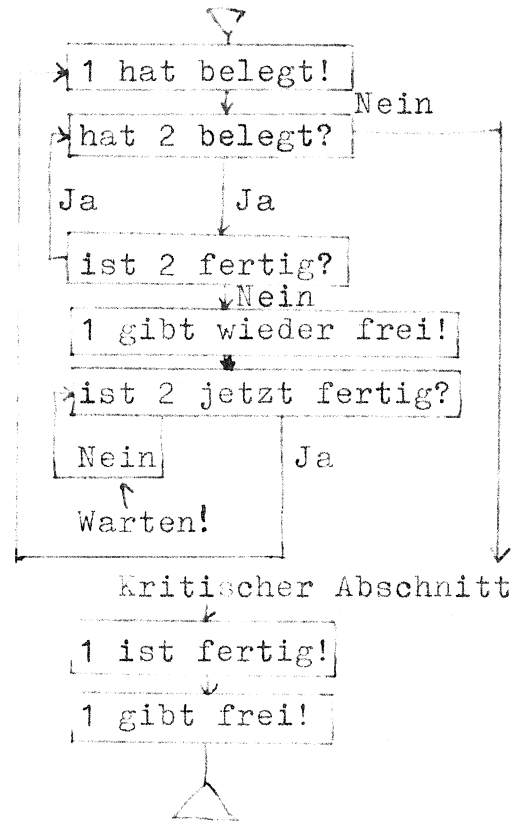 1 hat belegt!
Nein
hat 2 belegt?
Ja Ja
ist 2 fertig?
Nein
1 gibt wieder frei!
ist 2 jetzt fertig?
Nein Ja
Warten!
Kritischer Abschnitt
1 ist fertig!
1 gibt frei!